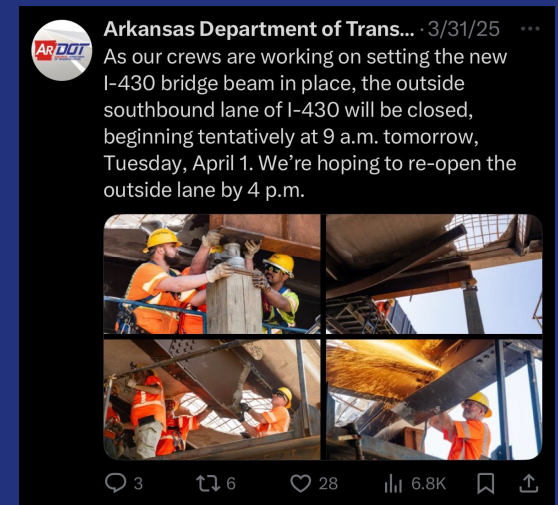 ARDOT
Arkansas Department of Trans... · 3/31/25
As our crews are working on setting the new
I-430 bridge beam in place, the outside
southbound lane of I-430 will be closed,
beginning tentatively at 9 a.m. tomorrow,
Tuesday, April 1. We’re hoping to re-open the
outside lane by 4 p.m.
3 6 28 6.8K